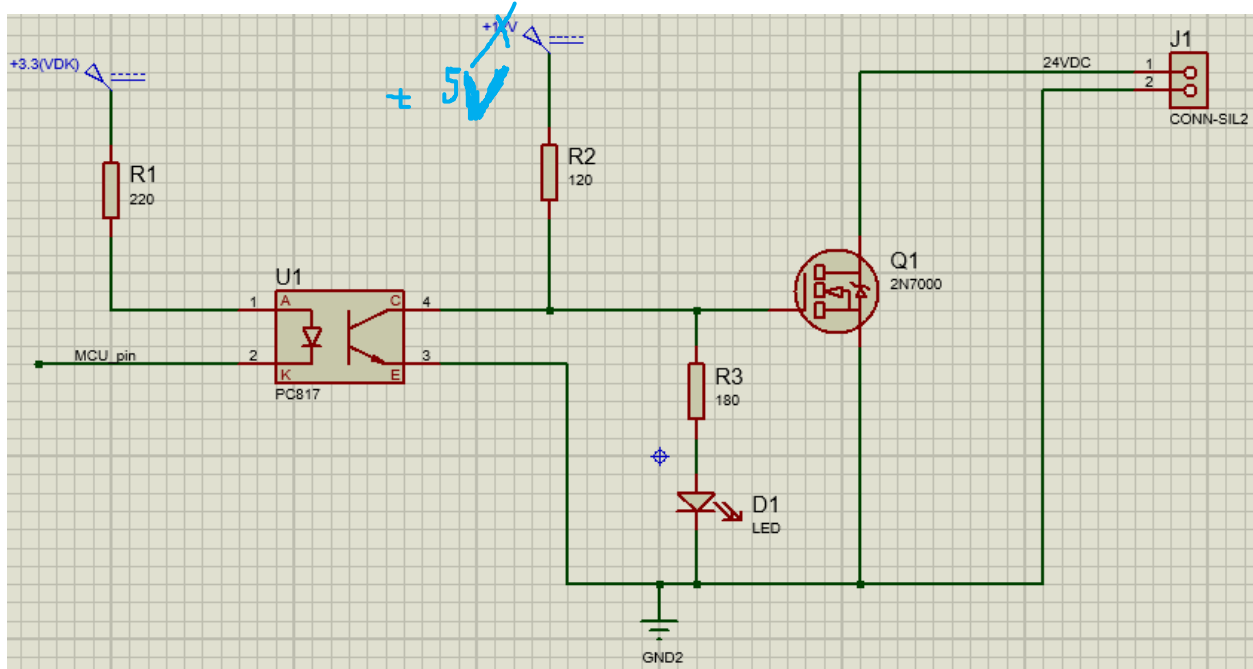 J1
+1 V
+3.3(VDK)
24VDC
1
2
+ 5V
CONN-SIL2
R1
220
R2
120
Q1
2N7000
U1
1
A
C
4
MCU_pin
2
K
E
3
PC817
R3
180
D1
LED
GND2